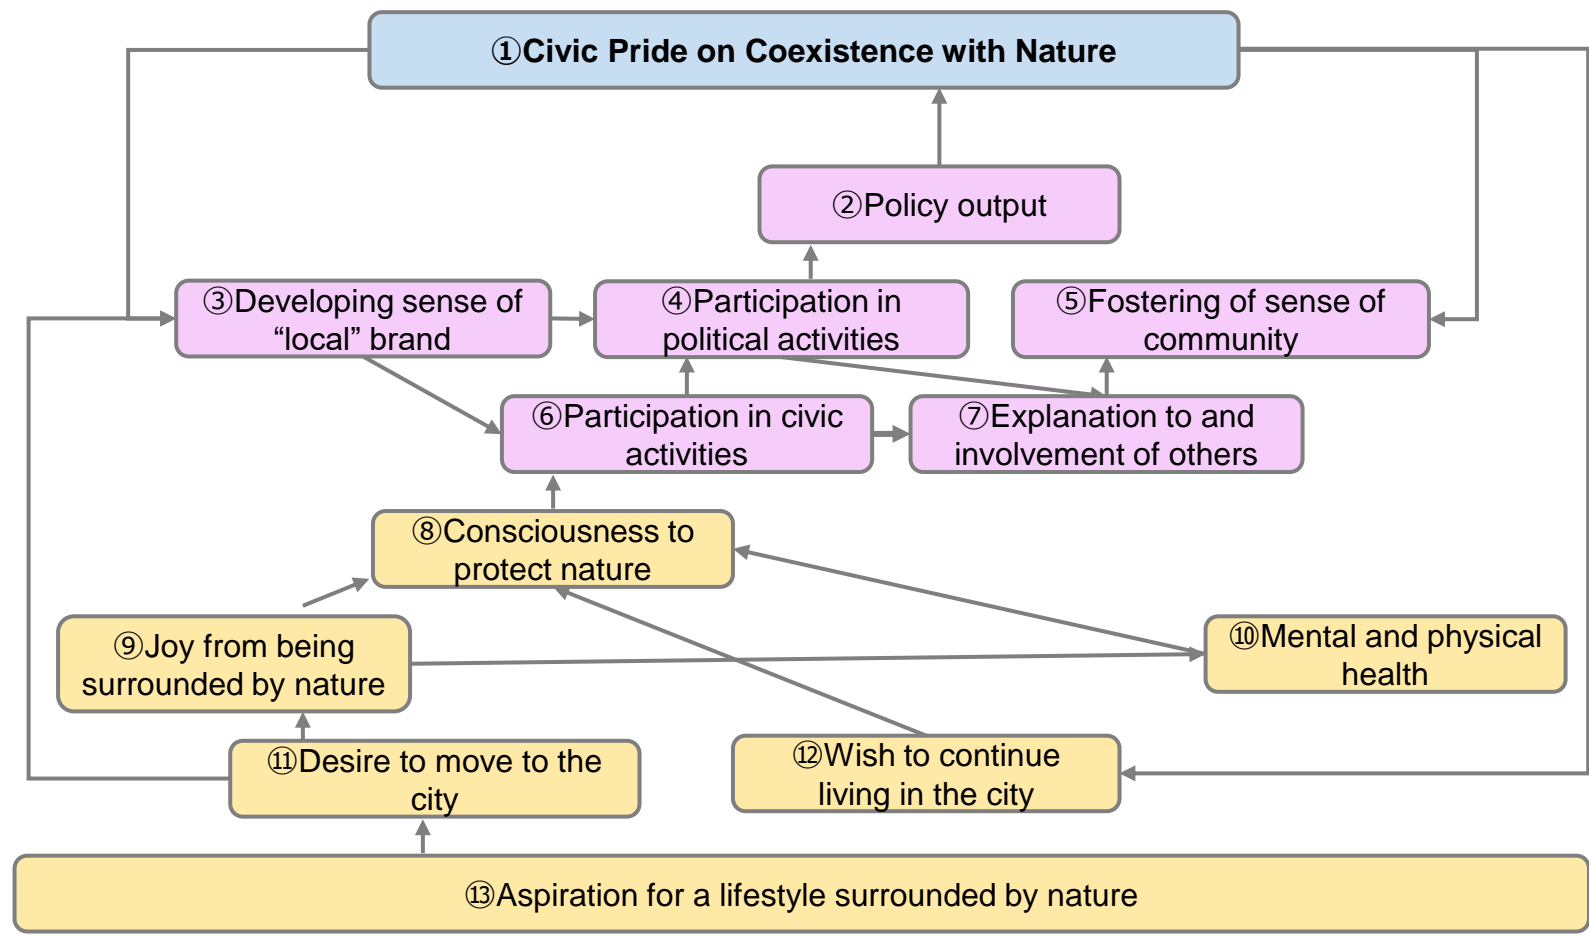 ①Civic Pride on Coexistence with Nature
②Policy output
③Developing sense of
“local” brand
④Participation in
political activities
⑤Fostering of sense of
community
⑥Participation in civic
activities
⑦Explanation to and
involvement of others
⑧Consciousness to
protect nature
⑨Joy from being
surrounded by nature
⑩Mental and physical
health
⑪Desire to move to the
city
⑫Wish to continue
living in the city
⑬Aspiration for a lifestyle surrounded by nature